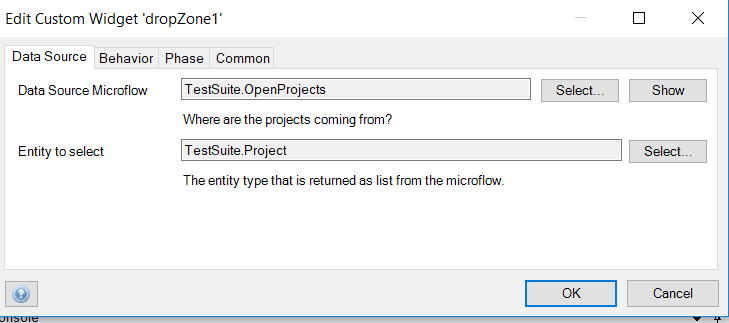 Edit Custom Widget 'dropZone1'
Data Source Behavior Phase Common
Data Source Microflow TestSuite.OpenProjects Select... Show
Where are the projects coming from?
Entity to select TestSuite.Project Select...
The entity type that is returned as list from the microflow.
OK Cancel